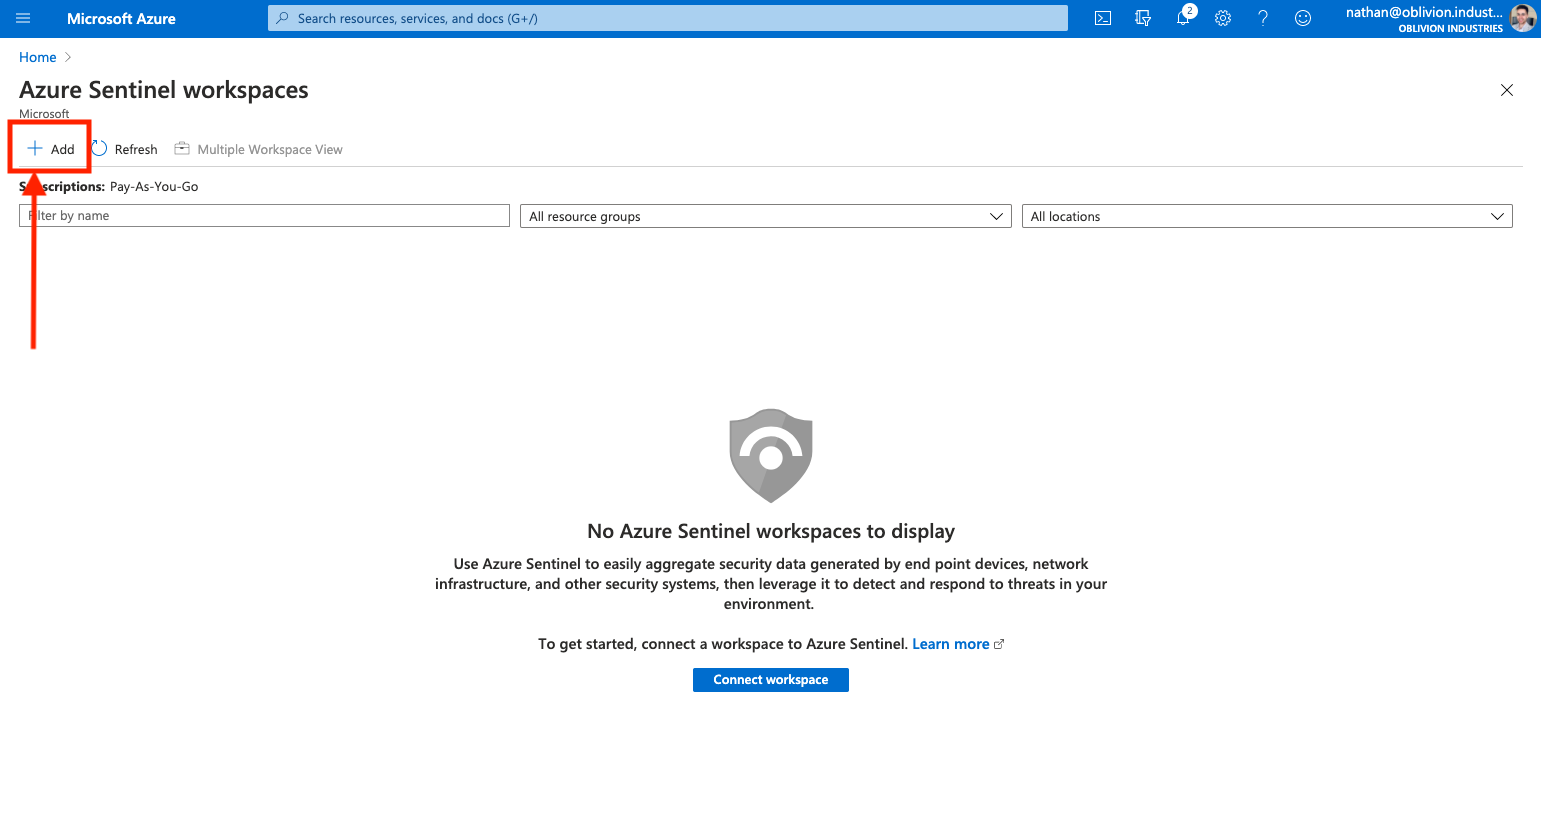 Microsoft Azure
Search resources, services, and docs (G+/)
2
nathan@oblivion.indust...
OBLIVION INDUSTRIES
Home
Azure Sentinel workspaces
Microsoft
Add
Refresh
Multiple Workspace View
Subscriptions: Pay-As-You-Go
Filter by name
All resource groups
All locations
No Azure Sentinel workspaces to display
Use Azure Sentinel to easily aggregate security data generated by end point devices, network
infrastructure, and other security systems, then leverage it to detect and respond to threats in your
environment.
To get started, connect a workspace to Azure Sentinel. Learn more
Connect workspace